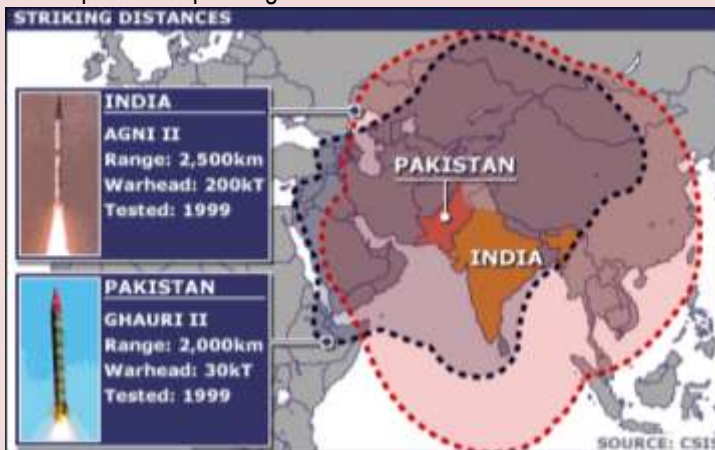 STRIKING DISTANCES
INDIA
AGNI II
Range: 2,500km
Warhead: 200kT
Tested: 1999
PAKISTAN
GHAURI II
Range: 2,000km
Warhead: 30kT
Tested: 1999
PAKISTAN
INDIA
SOURCE: CSIS